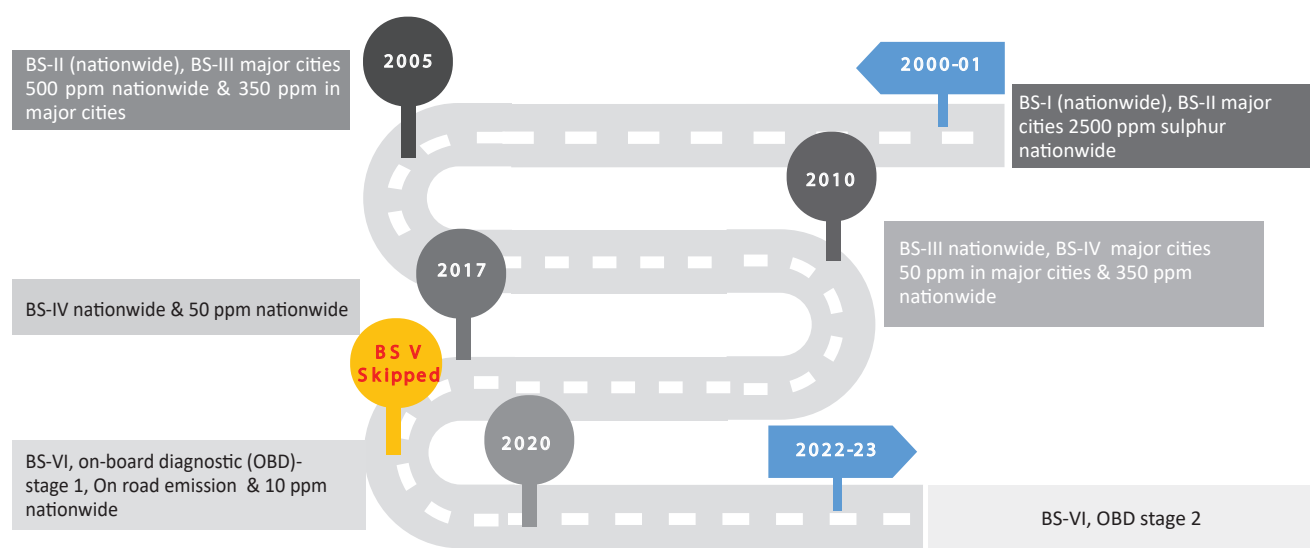 2000-01
BS-I (nationwide), BS-II major
cities 2500 ppm sulphur
nationwide
2005
BS-II (nationwide), BS-III major cities
500 ppm nationwide & 350 ppm in
major cities
2010
BS-III nationwide, BS-IV major cities
50 ppm in major cities & 350 ppm
nationwide
2017
BS-IV nationwide & 50 ppm nationwide
BS V
Skipped
2020
BS-VI, on-board diagnostic (OBD)-
stage 1, On road emission & 10 ppm
nationwide
2022-23
BS-VI, OBD stage 2